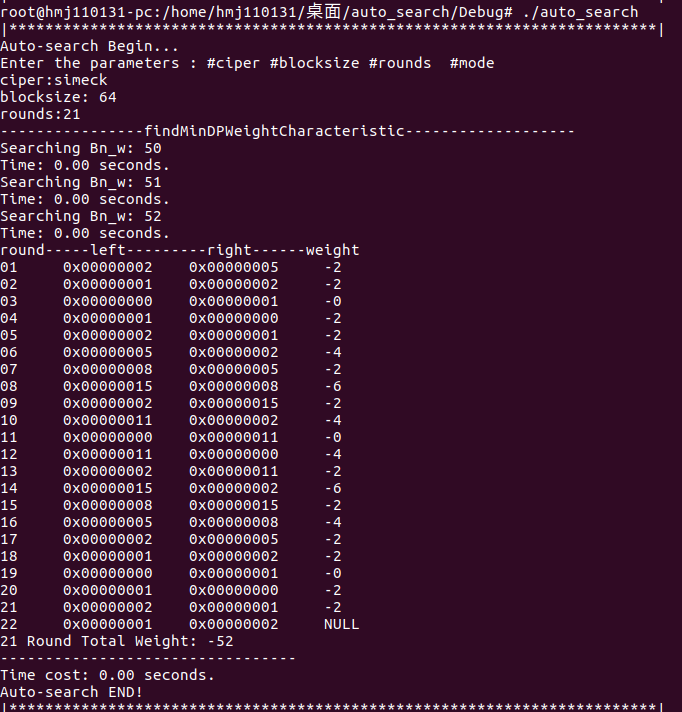 root@hmj110131-pc:/home/hmj110131/桌面/auto_search/Debug# ./auto_search
|************************************************************************|
Auto-search Begin...
Enter the parameters : #ciper #blocksize #rounds  #mode
ciper:simeck
blocksize: 64
rounds:21
----------------findMinDPWeightCharacteristic-------------------
Searching Bn_w: 50
Time: 0.00 seconds.
Searching Bn_w: 51
Time: 0.00 seconds.
Searching Bn_w: 52
Time: 0.00 seconds.
round-----left---------right------weight
01     0x00000002    0x00000005     -2
02     0x00000001    0x00000002     -2
03     0x00000000    0x00000001     -0
04     0x00000001    0x00000000     -2
05     0x00000002    0x00000001     -2
06     0x00000005    0x00000002     -4
07     0x00000008    0x00000005     -2
08     0x00000015    0x00000008     -6
09     0x00000002    0x00000015     -2
10     0x00000011    0x00000002     -4
11     0x00000000    0x00000011     -0
12     0x00000011    0x00000000     -4
13     0x00000002    0x00000011     -2
14     0x00000015    0x00000002     -6
15     0x00000008    0x00000015     -2
16     0x00000005    0x00000008     -4
17     0x00000002    0x00000005     -2
18     0x00000001    0x00000002     -2
19     0x00000000    0x00000001     -0
20     0x00000001    0x00000000     -2
21     0x00000002    0x00000001     -2
22     0x00000001    0x00000002     NULL
21 Round Total Weight: -52
---------------------------------
Time cost: 0.00 seconds.
Auto-search END!
|************************************************************************|